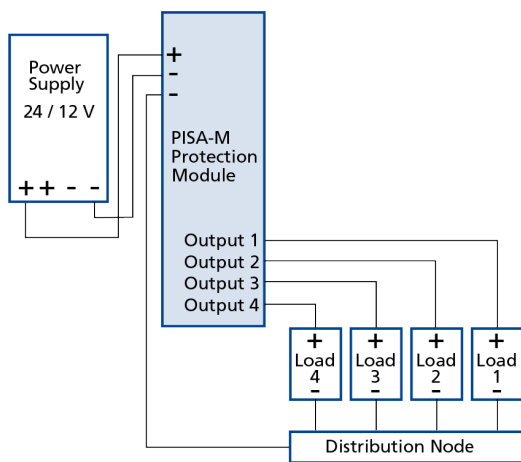 Power
Supply
24 / 12 V
+ + - -
+
-
-
PISA-M
Protection
Module
Output 1
Output 2
Output 3
Output 4
+
Load
4
-
+
Load
3
-
+
Load
2
-
+
Load
1
-
Distribution Node